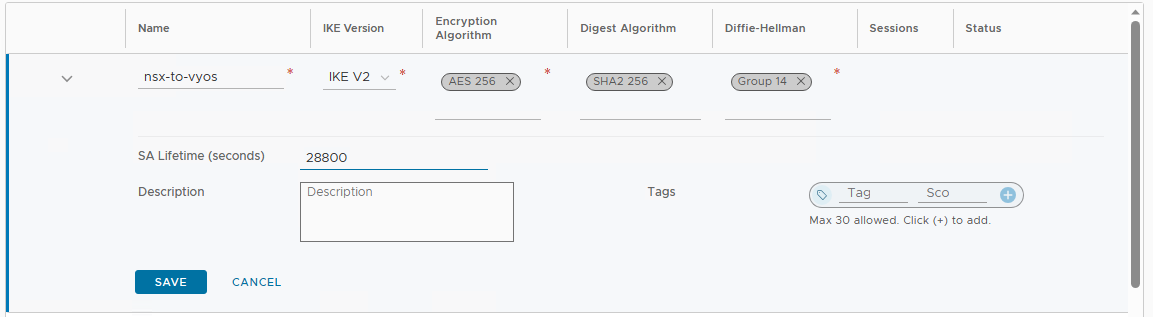 Name IKE Version Encryption Algorithm Digest Algorithm Diffie-Hellman Sessions Status
nsx-to-vyos * IKE V2 * AES 256 * SHA2 256 Group 14 *
SA Lifetime (seconds) 28800
Description Description Tags Tag Sco
Max 30 allowed. Click (+) to add.
SAVE CANCEL